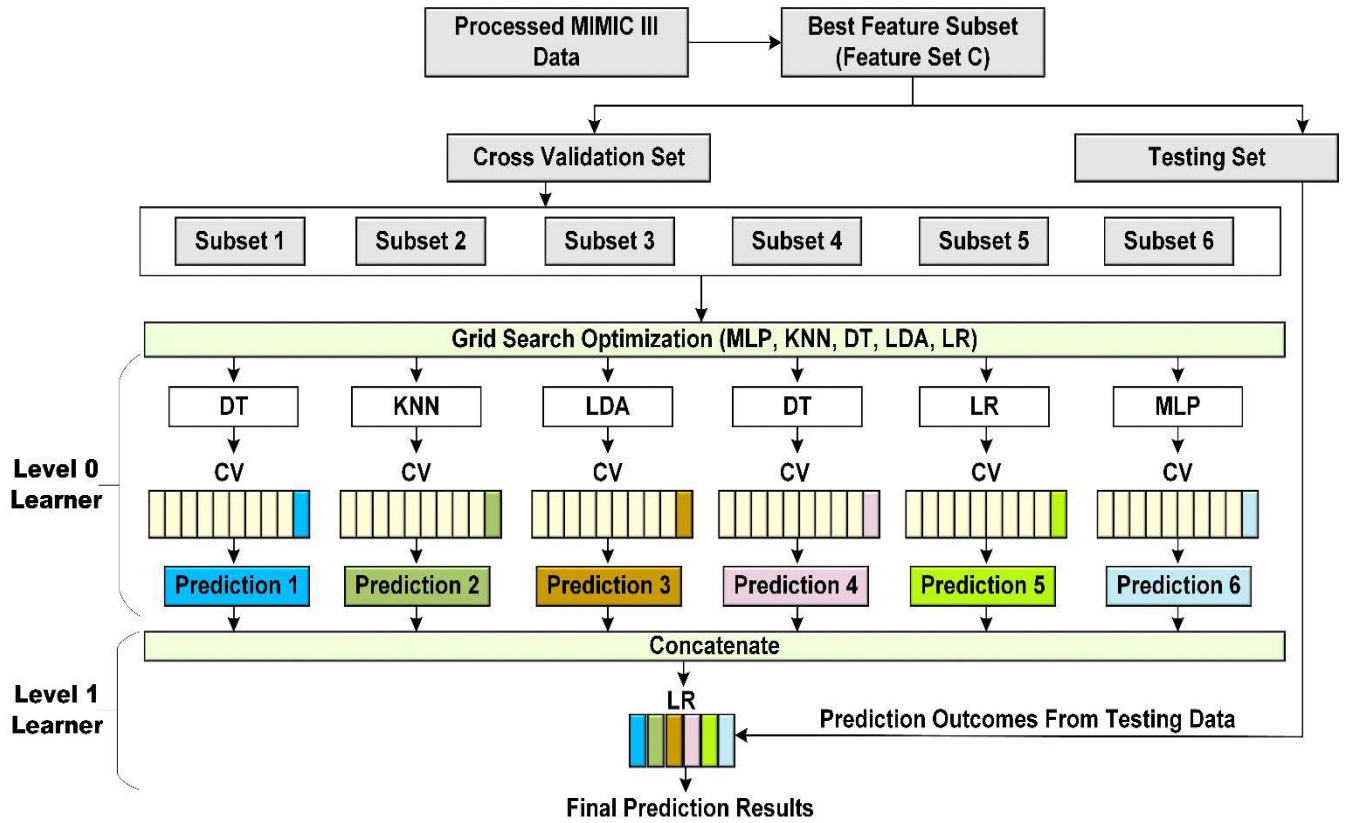 Processed MIMIC III
Data
Best Feature Subset
(Feature Set C)
Cross Validation Set
Testing Set
Subset 1
Subset 2
Subset 3
Subset 4
Subset 5
Subset 6
Grid Search Optimization (MLP, KNN, DT, LDA, LR)
DT
KNN
LDA
DT
LR
MLP
Level 0
Learner
CV
CV
CV
CV
CV
CV
Prediction 1
Prediction 2
Prediction 3
Prediction 4
Prediction 5
Prediction 6
Concatenate
Level 1
Learner
LR
Prediction Outcomes From Testing Data
Final Prediction Results